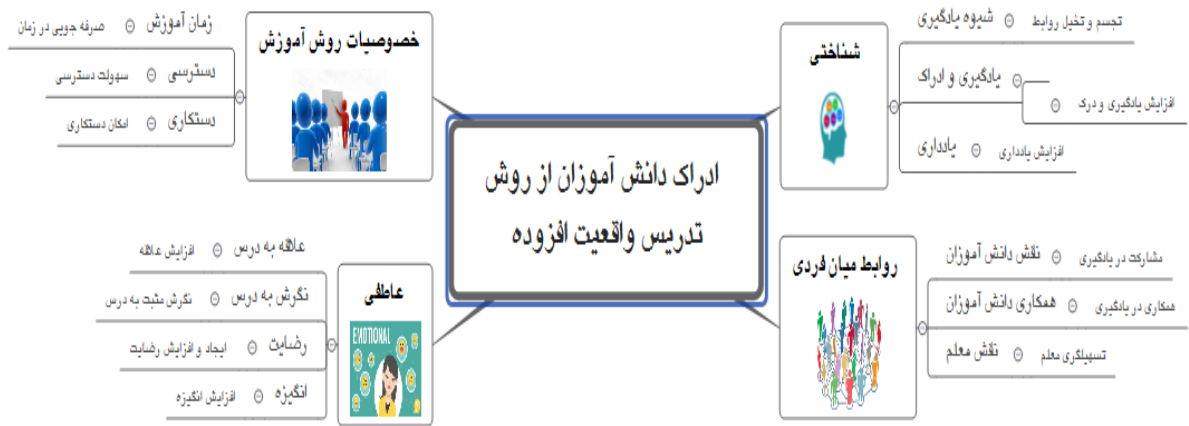 ادراک دانش آموزان از روش
تدریس واقعیت افزوده
شناختی
شیوه یادگیری
تجسم و تخیل روابط
یادگیری و ادراک
افزایش یادگیری و درک
یادداری
افزایش یادداری
روابط میان فردی
نقش دانش آموزان
مشارکت در یادگیری
همکاری دانش آموزان
همکاری در یادگیری
نقش معلم
تسهیلگری معلم
خصوصیات روش آموزش
زمان آموزش
صرفه جویی در زمان
دسترسی
سهولت دسترسی
دستکاری
امکان دستکاری
عاطفی
EMOTIONAL
علاقه به درس
افزایش علاقه
نگرش به درس
نگرش مثبت به درس
رضایت
ایجاد و افزایش رضایت
انگیزه
افزایش انگیزه